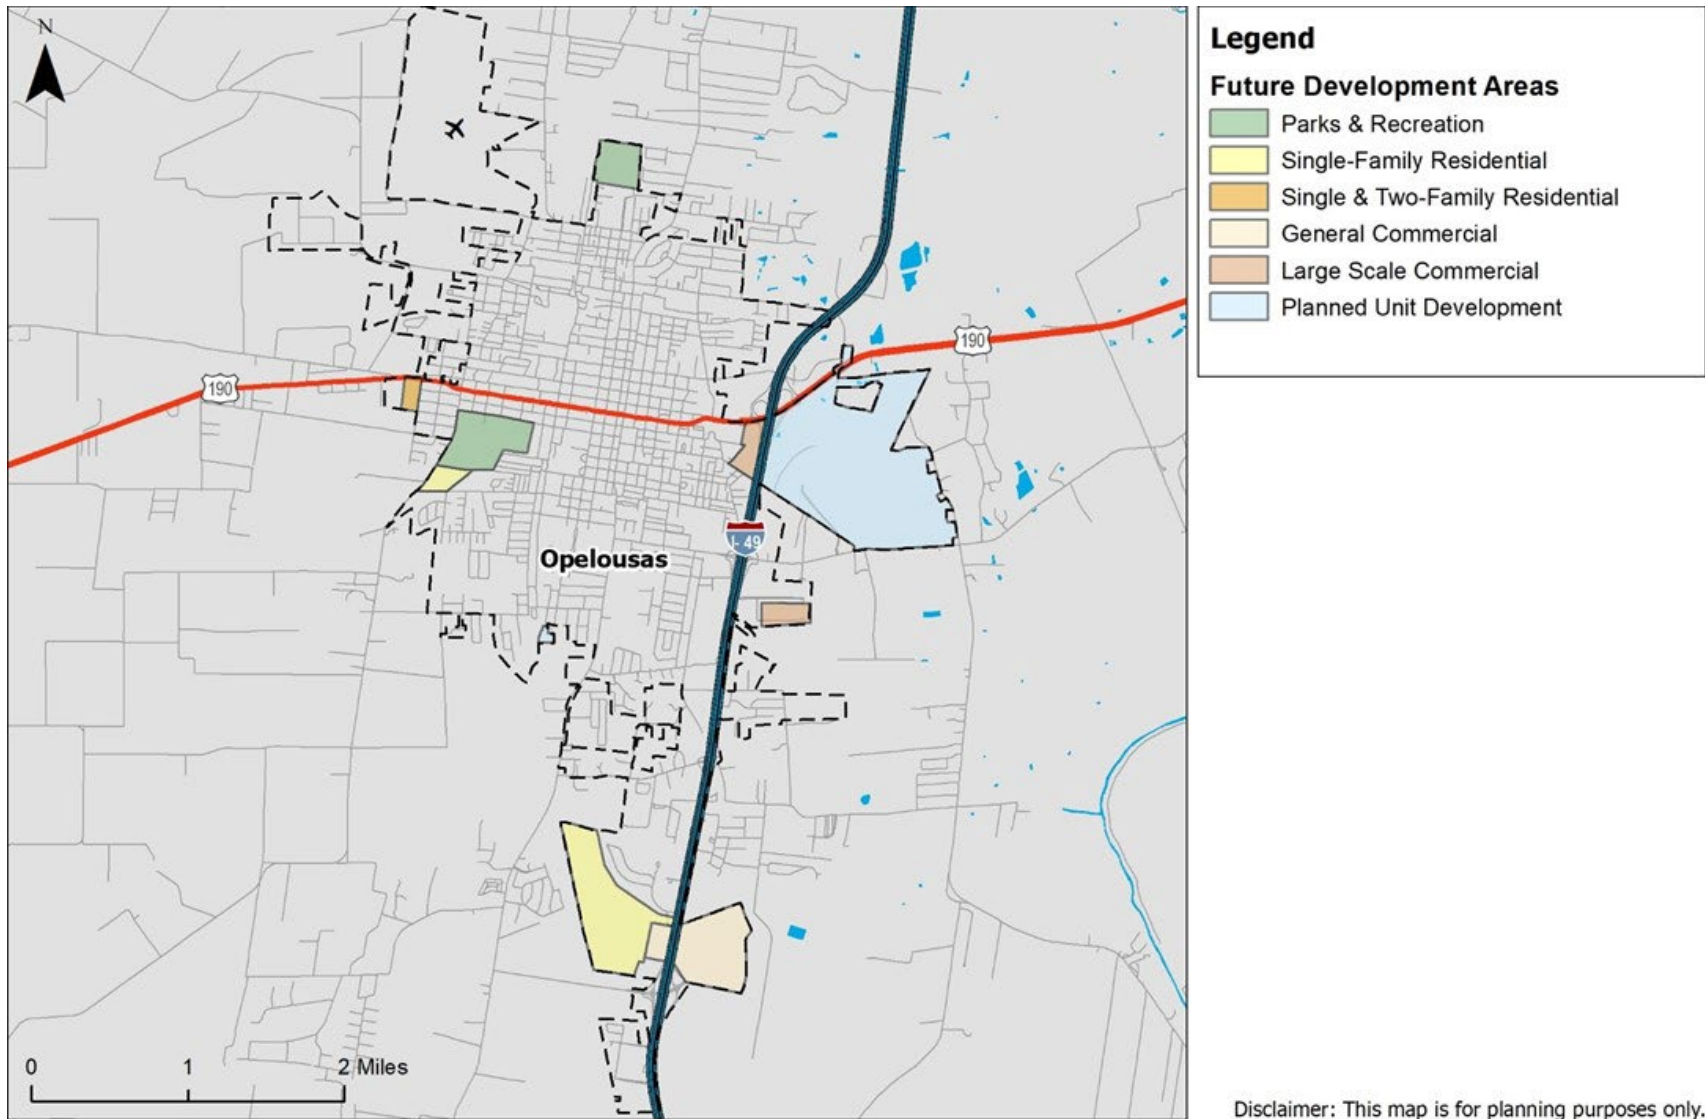 N
190
190
I- 49
Opelousas
0 1 2 Miles
Legend
Future Development Areas
Parks & Recreation
Single-Family Residential
Single & Two-Family Residential
General Commercial
Large Scale Commercial
Planned Unit Development
Disclaimer: This map is for planning purposes only.